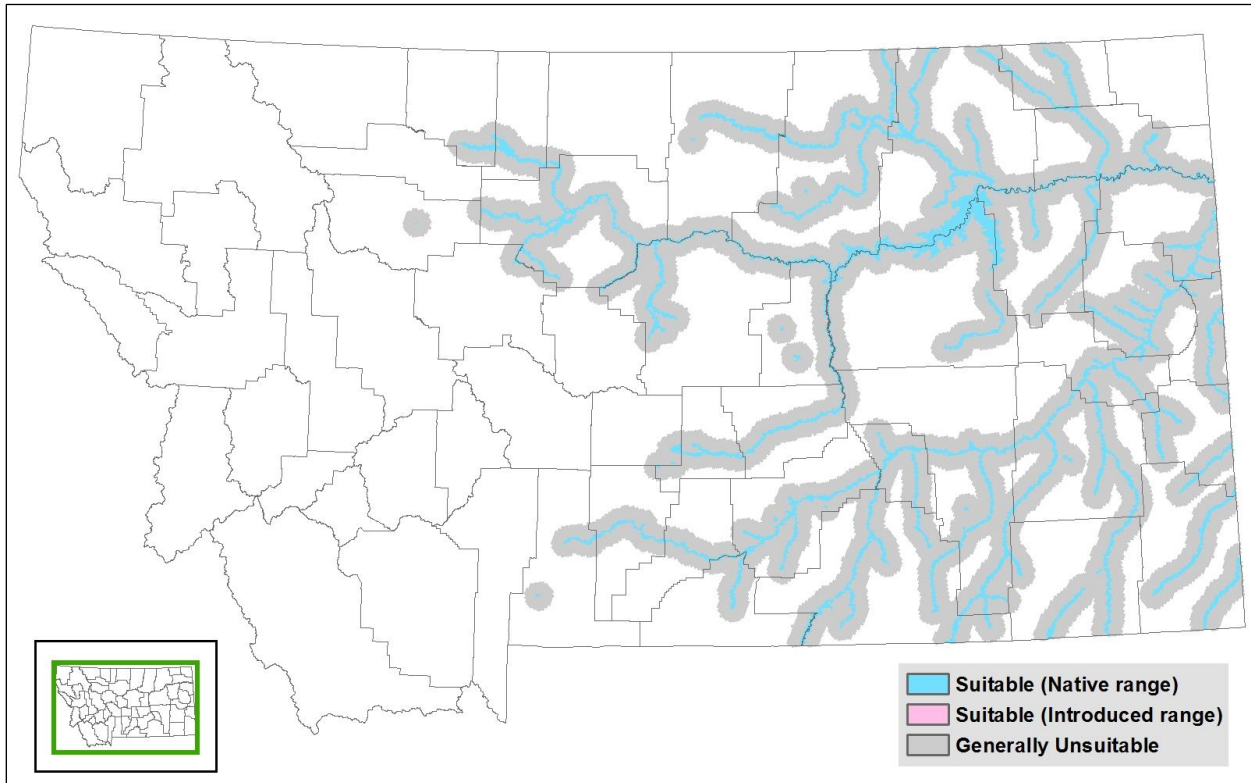 Suitable (Native range)
Suitable (Introduced range)
Generally Unsuitable